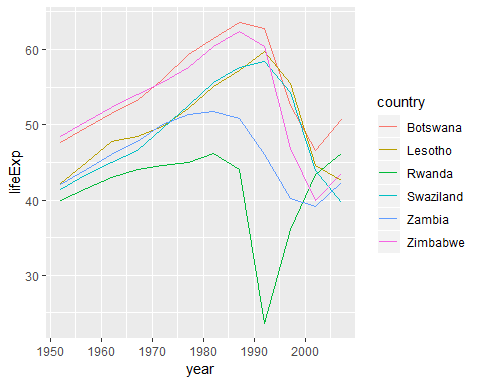 60
50
40
30
lifeExp
1950 1960 1970 1980 1990 2000
year
country
Botswana
Lesotho
Rwanda
Swaziland
Zambia
Zimbabwe